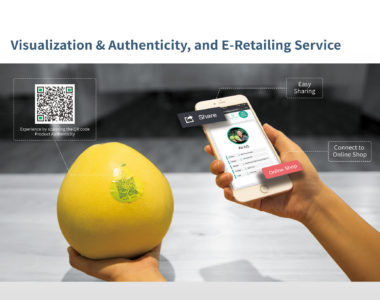 Visualization & Authenticity, and E-Retailing Service
Easy
Sharing
Share
Experience by scanning the QR code
Product Authenticity
Connect to
Online Shop
Online Shop